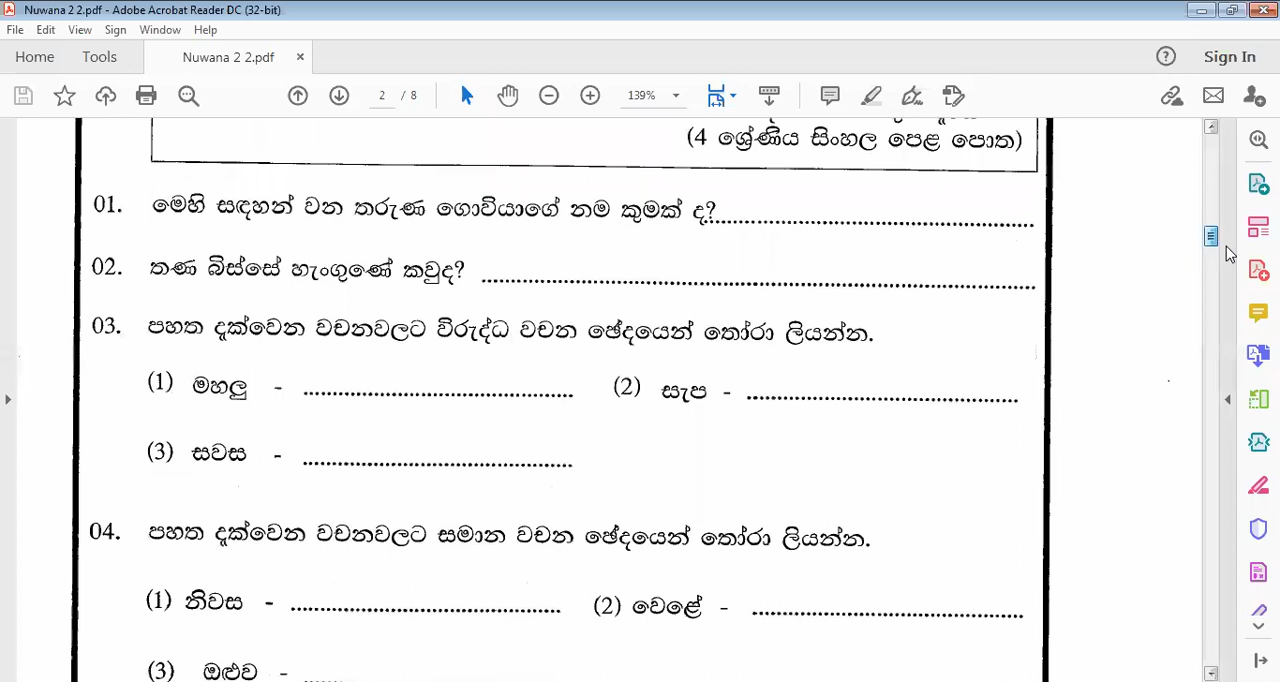 Nuwana 2 2.pdf - Adobe Acrobat Reader DC (32-bit)
File Edit View Sign Window Help
Home Tools Nuwana 2 2.pdf × Sign In
2 / 8 139%
(4 ශ්‍රේණිය සිංහල පෙළ පොත)
01. මෙහි සඳහන් වන තරුණ ගොවියාගේ නම කුමක් ද?
02. තණ බිස්සේ හැංගුණේ කවුද?
03. පහත දැක්වෙන වචනවලට විරුද්ධ වචන ඡේදයෙන් තෝරා ලියන්න.
(1) මහලු - (2) සැප -
(3) සවස -
04. පහත දැක්වෙන වචනවලට සමාන වචන ඡේදයෙන් තෝරා ලියන්න.
(1) නිවස - (2) වෙළේ -
(3) ඔළුව -